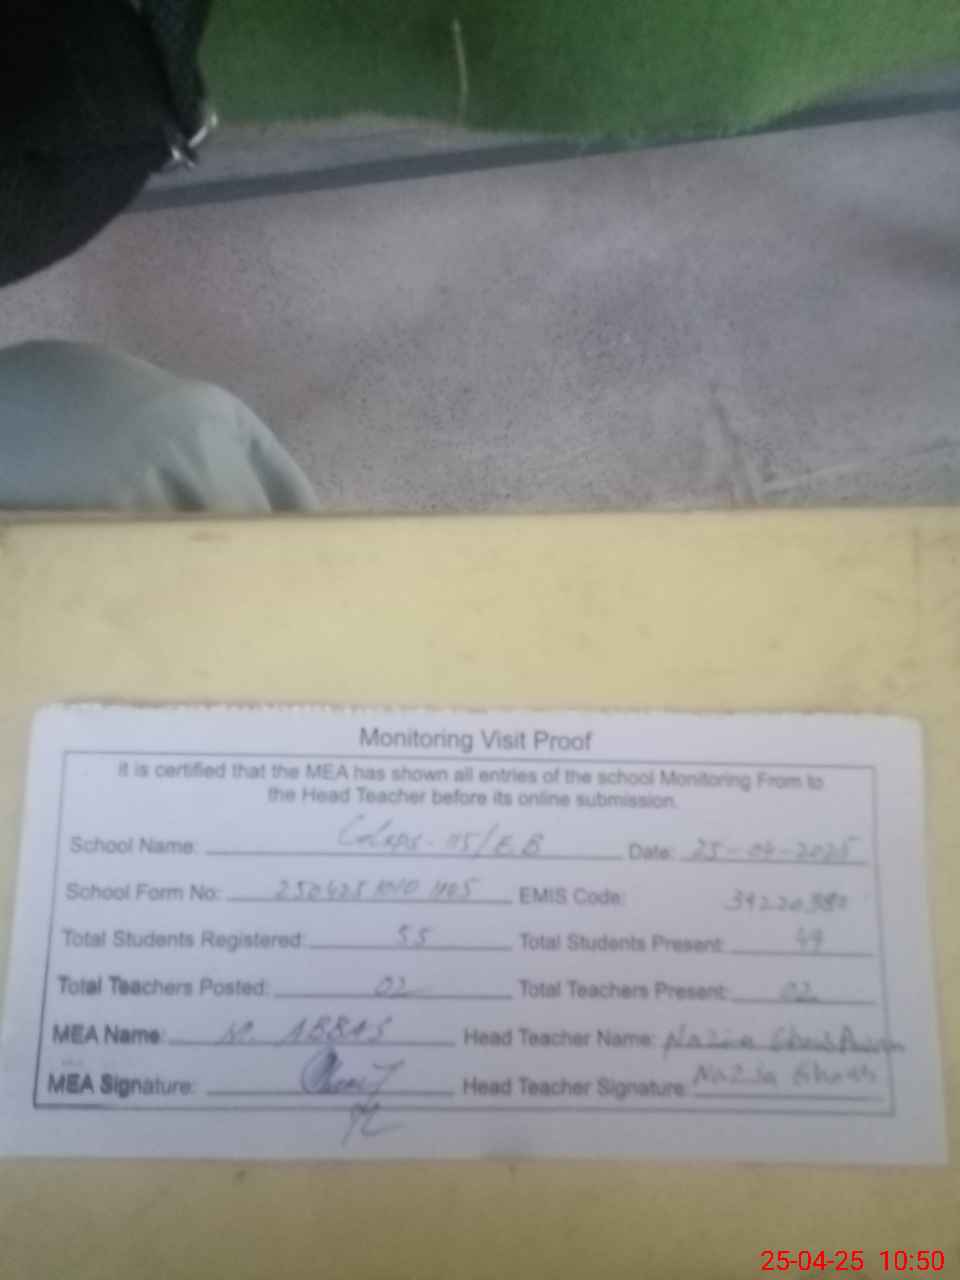 Monitoring Visit Proof
It is certified that the MEA has shown all entries of the school Monitoring From to
the Head Teacher before its online submission.
School Name: 115/E.B Date: 25-04-2025
School Form No: EMIS Code:
Total Students Registered: 55 Total Students Present: 49
Total Teachers Posted: 02 Total Teachers Present: 02
MEA Name: M. ABBAS Head Teacher Name: Nazia
MEA Signature: Head Teacher Signature: Nazia
25-04-25 10:50